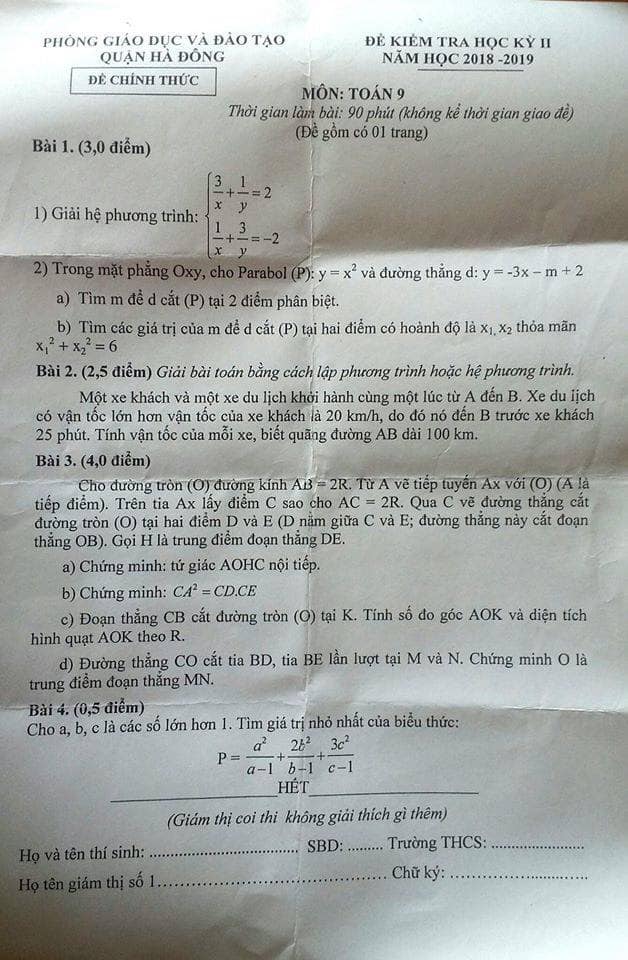 PHÒNG GIÁO DỤC VÀ ĐÀO TẠO
QUẬN HÀ ĐÔNG
ĐỀ CHÍNH THỨC
ĐỀ KIỂM TRA HỌC KỲ II
NĂM HỌC 2018 -2019
MÔN: TOÁN 9
Thời gian làm bài: 90 phút (không kể thời gian giao đề)
(Đề gồm có 01 trang)
Bài 1. (3,0 điểm)
1) Giải hệ phương trình: { 3/x + 1/y = 2
1/x + 3/y = -2
2) Trong mặt phẳng Oxy, cho Parabol (P): y = x² và đường thẳng d: y = -3x – m + 2
a) Tìm m để d cắt (P) tại 2 điểm phân biệt.
b) Tìm các giá trị của m để d cắt (P) tại hai điểm có hoành độ là x₁, x₂ thỏa mãn
x₁² + x₂² = 6
Bài 2. (2,5 điểm) Giải bài toán bằng cách lập phương trình hoặc hệ phương trình.
Một xe khách và một xe du lịch khởi hành cùng một lúc từ A đến B. Xe du lịch
có vận tốc lớn hơn vận tốc của xe khách là 20 km/h, do đó nó đến B trước xe khách
25 phút. Tính vận tốc của mỗi xe, biết quãng đường AB dài 100 km.
Bài 3. (4,0 điểm)
Cho đường tròn (O) đường kính AB = 2R. Từ A vẽ tiếp tuyến Ax với (O) (A là
tiếp điểm). Trên tia Ax lấy điểm C sao cho AC = 2R. Qua C vẽ đường thẳng cắt
đường tròn (O) tại hai điểm D và E (D nằm giữa C và E; đường thẳng này cắt đoạn
thẳng OB). Gọi H là trung điểm đoạn thẳng DE.
a) Chứng minh: tứ giác AOHC nội tiếp.
b) Chứng minh: CA² = CD.CE
c) Đoạn thẳng CB cắt đường tròn (O) tại K. Tính số đo góc AOK và diện tích
hình quạt AOK theo R.
d) Đường thẳng CO cắt tia BD, tia BE lần lượt tại M và N. Chứng minh O là
trung điểm đoạn thẳng MN.
Bài 4. (0,5 điểm)
Cho a, b, c là các số lớn hơn 1. Tìm giá trị nhỏ nhất của biểu thức:
P = a²/(a-1) + 2b²/(b-1) + 3c²/(c-1)
HẾT
(Giám thị coi thi không giải thích gì thêm)
Họ và tên thí sinh: .................................... SBD: ......... Trường THCS: .......................
Họ tên giám thị số 1........................................ Chữ ký: ..............................